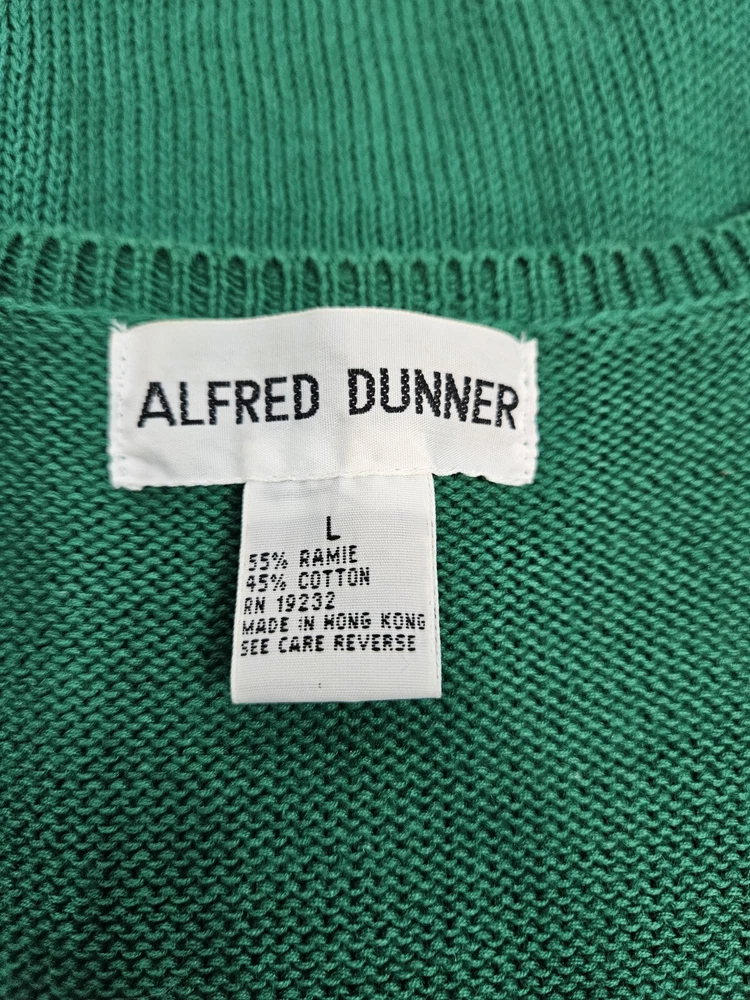 ALFRED DUNNER
L
55% RAMIE
45% COTTON
RN 19232
MADE IN HONG KONG
SEE CARE REVERSE